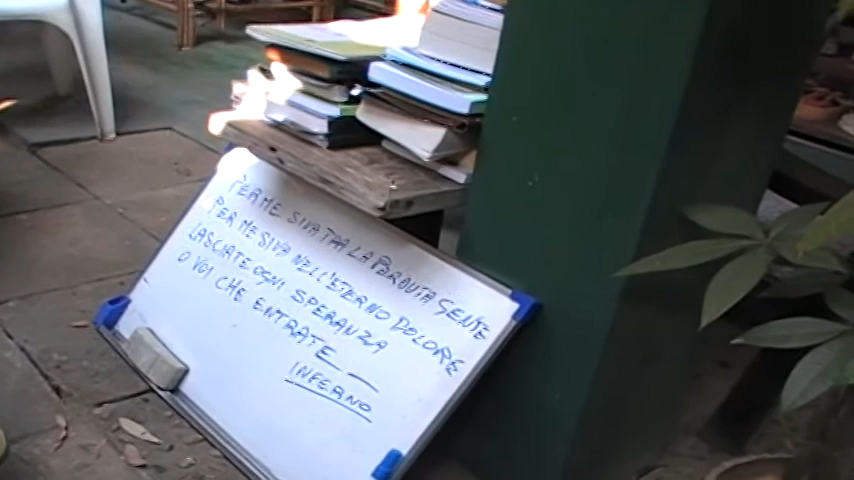 PER ME SI VA TRA LA PERDUTA GENTE
PER ME SI VA NELL'ETERNO DOLORE
LASCIATE OGNI SPERANZA
O VOI CHE ENTRATE
INFERNO